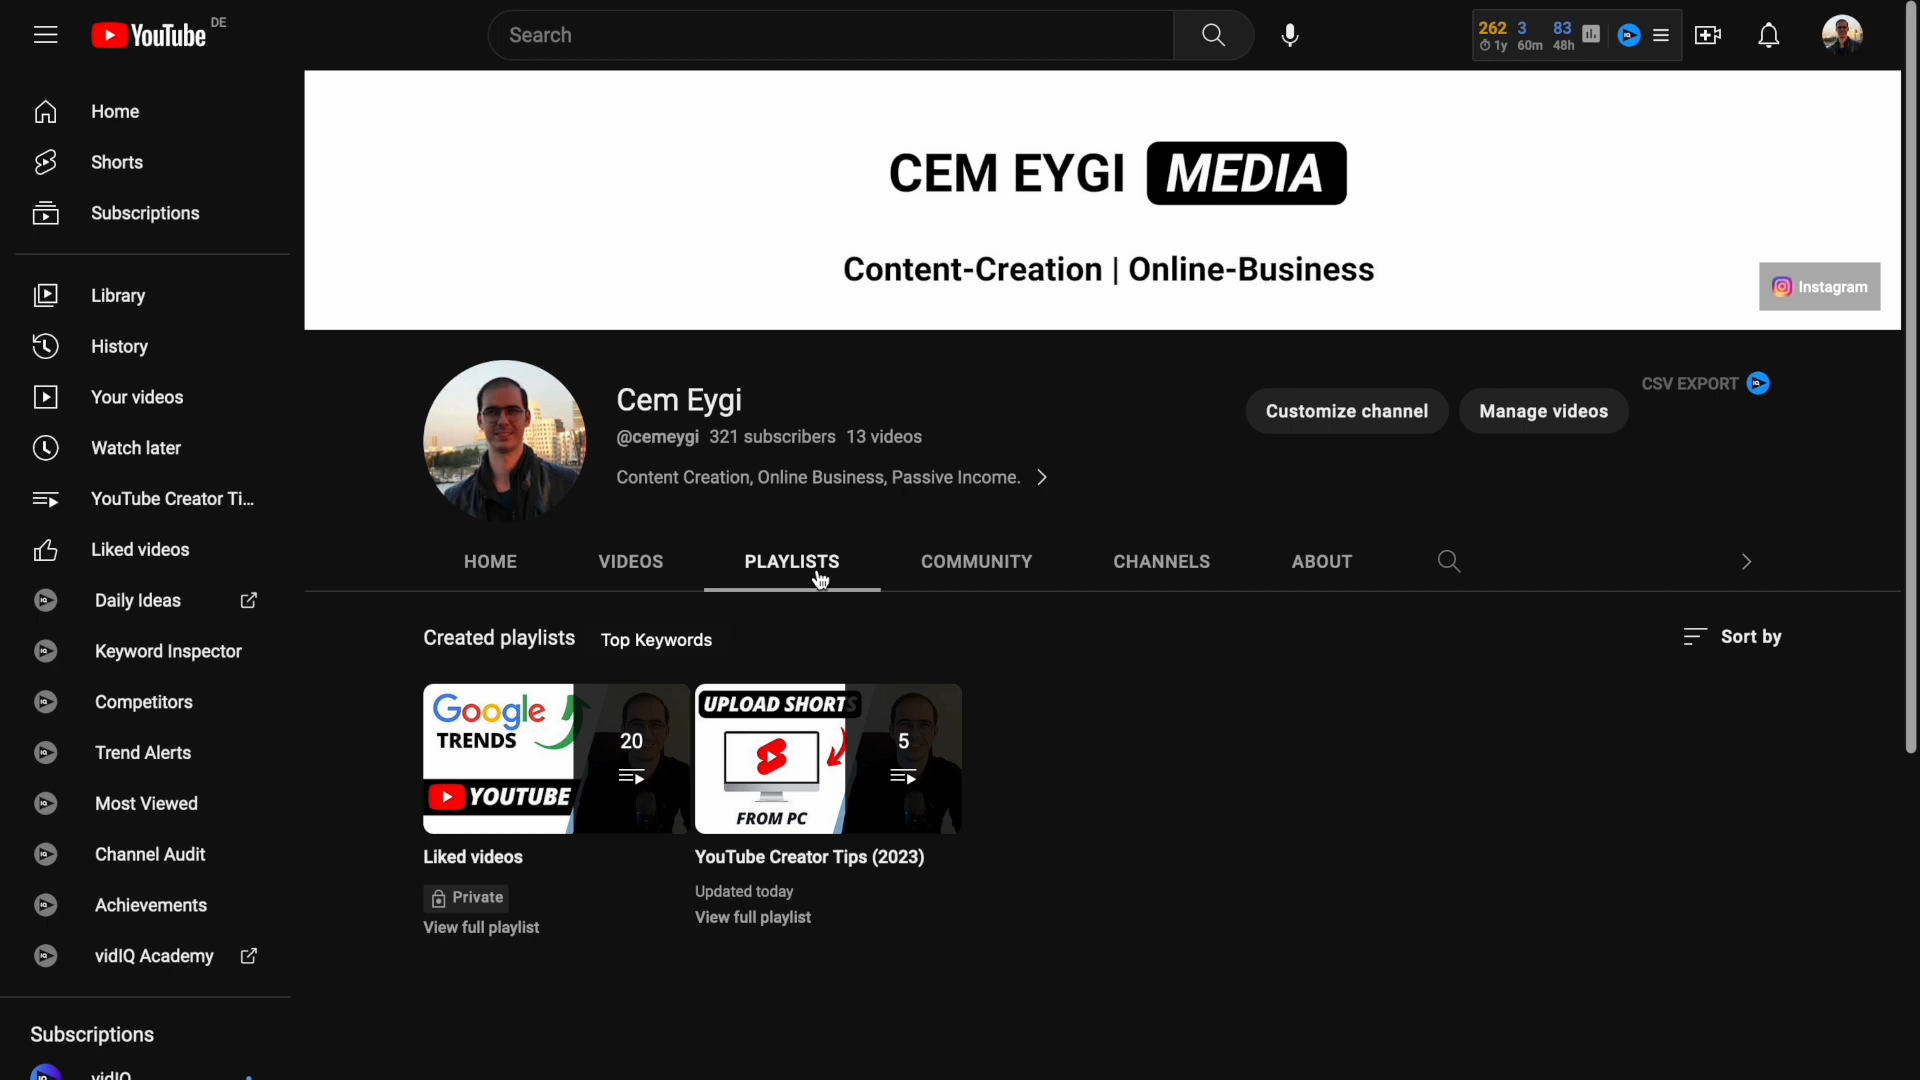 YouTube DE
Search
262 3 83
1y 60m 48h
Home
Shorts
Subscriptions
Library
History
Your videos
Watch later
YouTube Creator Ti...
Liked videos
Daily Ideas
Keyword Inspector
Competitors
Trend Alerts
Most Viewed
Channel Audit
Achievements
vidIQ Academy
Subscriptions
vidIQ
CEM EYGI MEDIA
Content-Creation | Online-Business
Instagram
Cem Eygi
@cemeygi 321 subscribers 13 videos
Content Creation, Online Business, Passive Income.
Customize channel
Manage videos
CSV EXPORT
HOME
VIDEOS
PLAYLISTS
COMMUNITY
CHANNELS
ABOUT
Created playlists
Top Keywords
Sort by
Google
TRENDS
YOUTUBE
20
Liked videos
Private
View full playlist
UPLOAD SHORTS
FROM PC
5
YouTube Creator Tips (2023)
Updated today
View full playlist